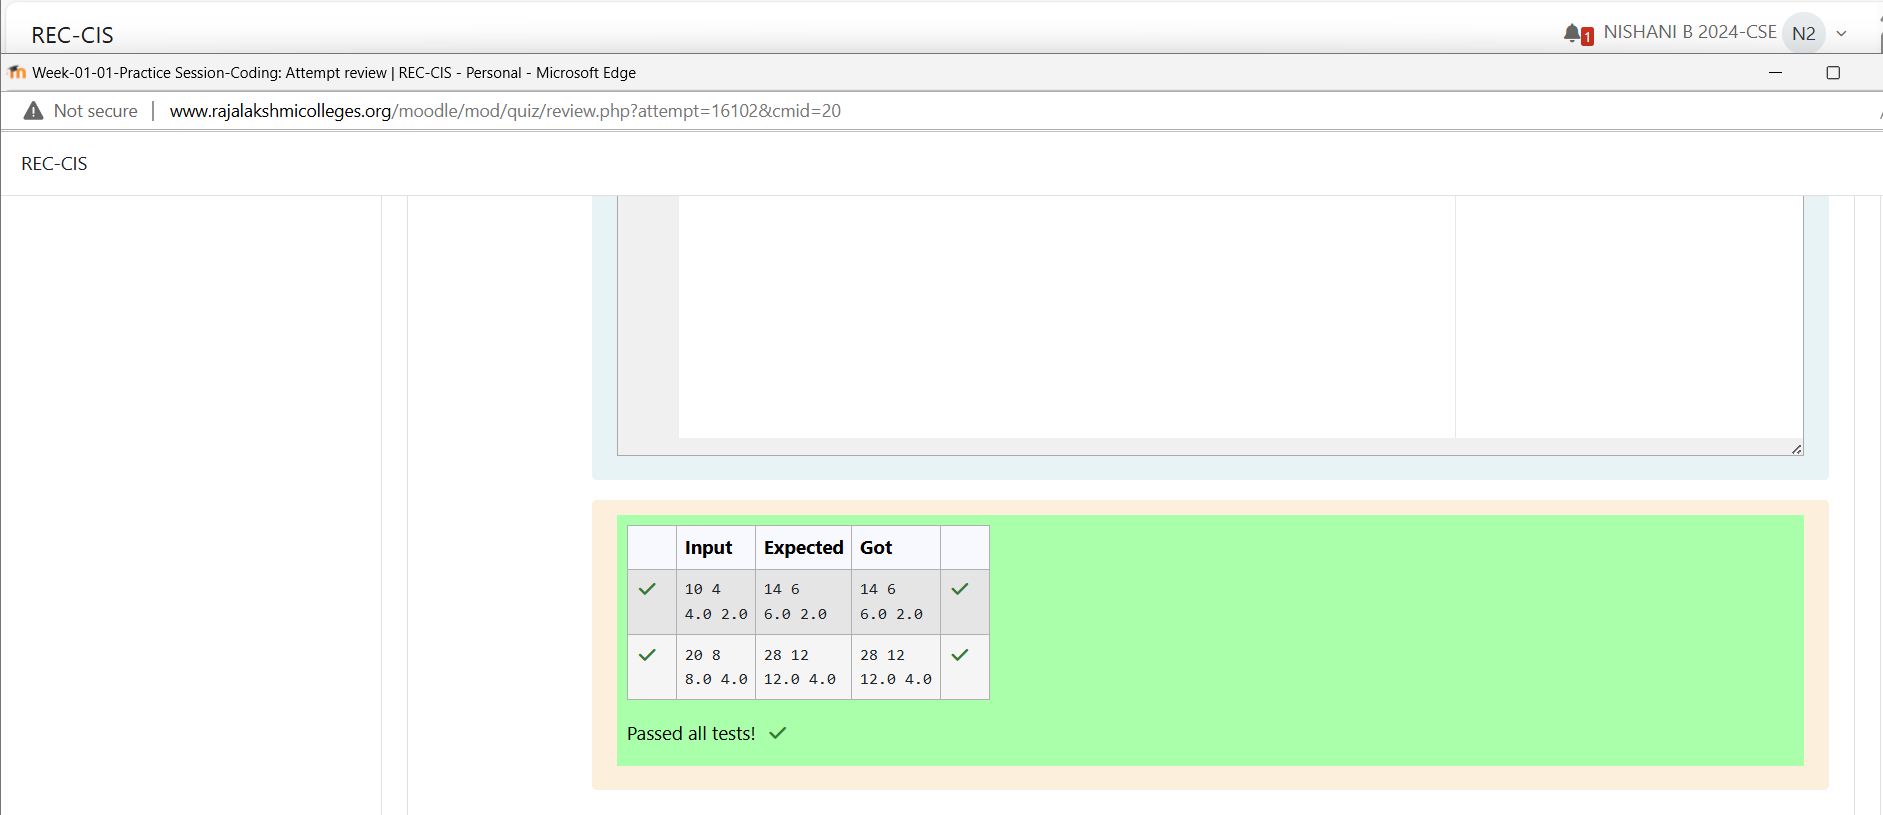 REC-CIS
1 NISHANI B 2024-CSE N2
Week-01-01-Practice Session-Coding: Attempt review | REC-CIS - Personal - Microsoft Edge
Not secure www.rajalakshmicolleges.org/moodle/mod/quiz/review.php?attempt=16102&cmid=20
REC-CIS
Input Expected Got
10 4 14 6 14 6
4.0 2.0 6.0 2.0 6.0 2.0
20 8 28 12 28 12
8.0 4.0 12.0 4.0 12.0 4.0
Passed all tests!